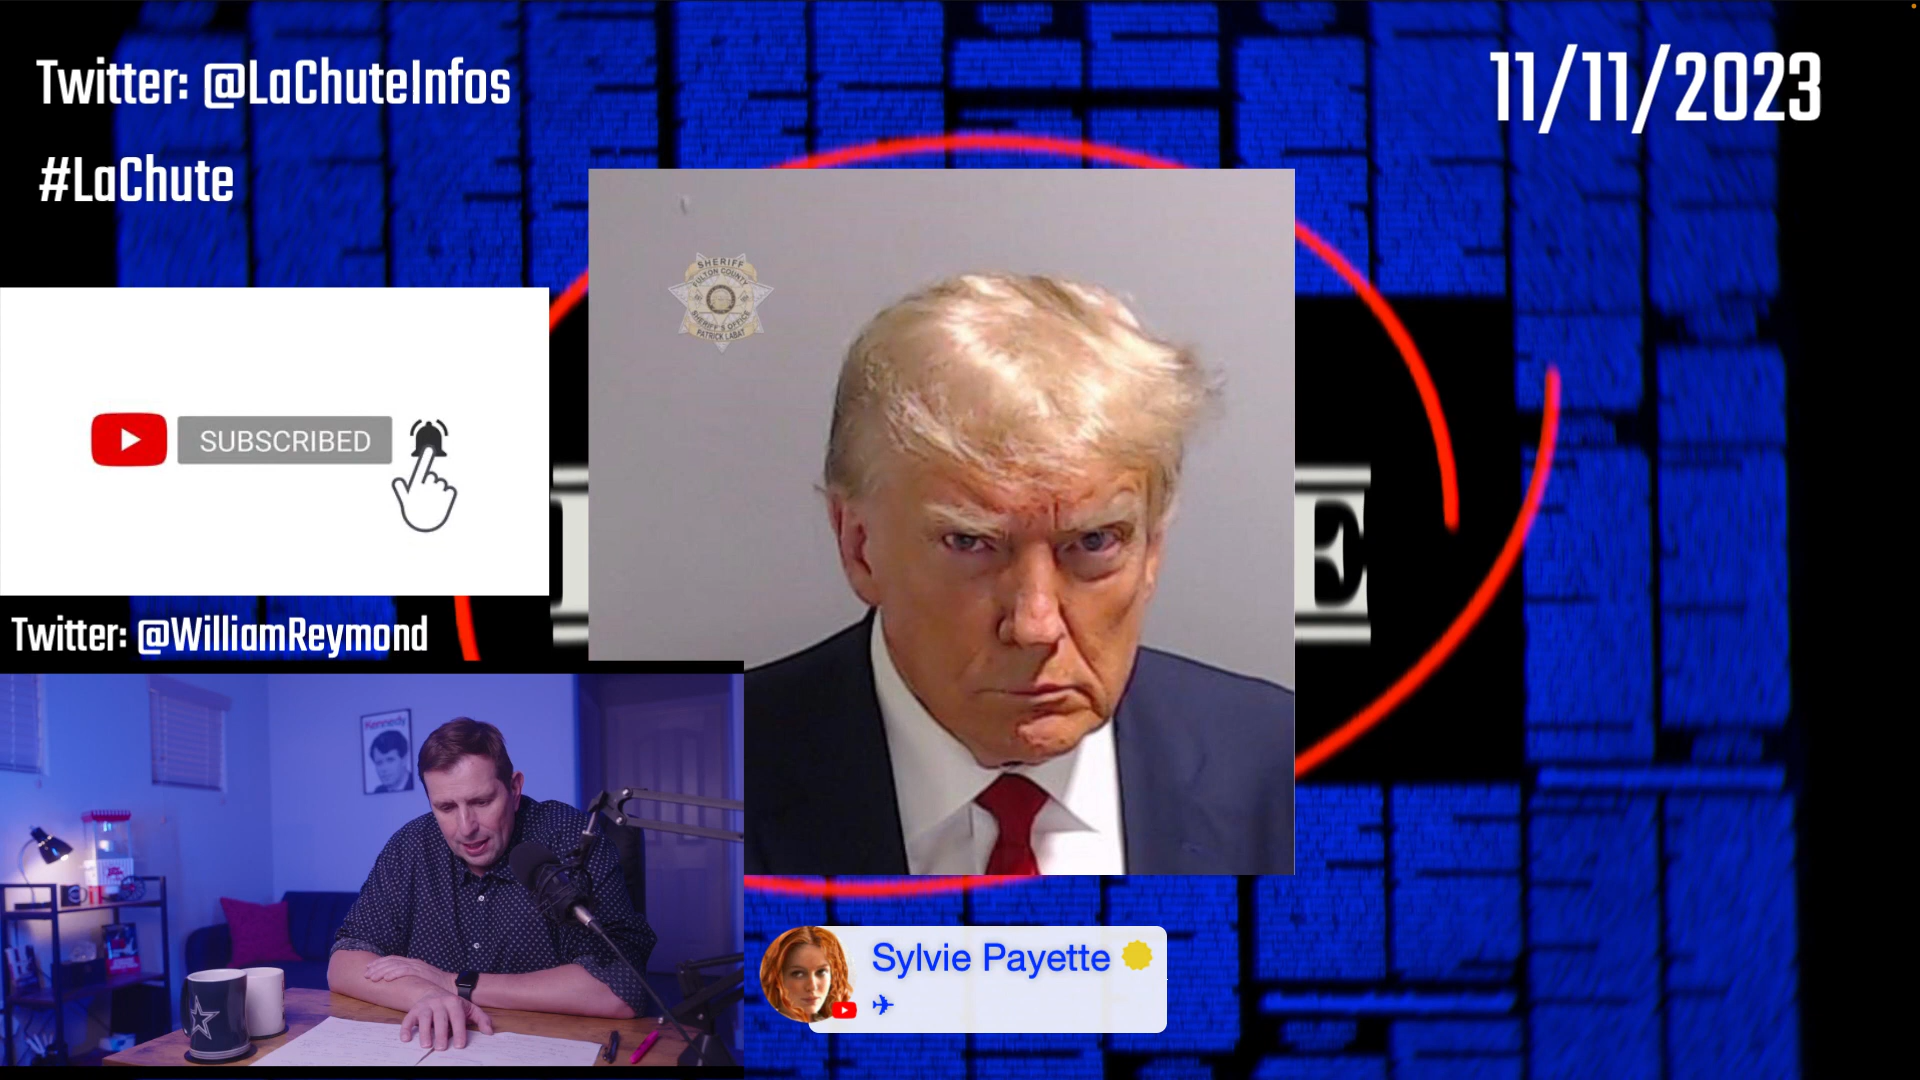 Twitter: @LaChuteInfos
11/11/2023
#LaChute
SHERIFF
FULTON COUNTY
SHERIFF'S OFFICE
PATRICK LABAT
SUBSCRIBED
E
Twitter: @WilliamReymond
Kennedy
Sylvie Payette